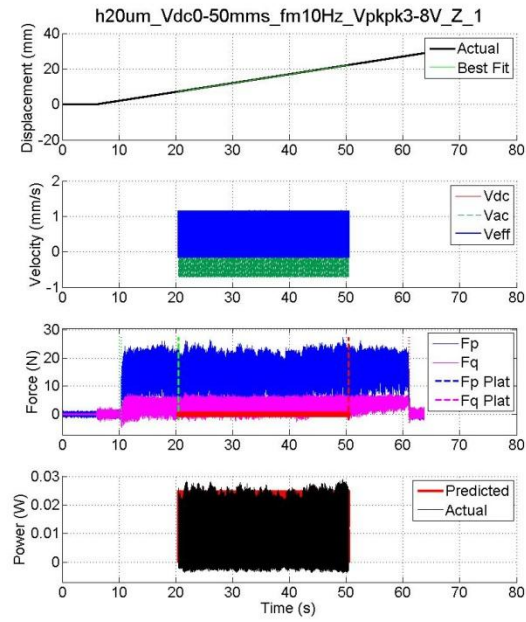 h20um_Vdc0-50mms_fm10Hz_Vpkpk3-8V_Z_1
Displacement (mm)
40
20
0
-20
0 10 20 30 40 50 60 70 80
Actual
Best Fit
Velocity (mm/s)
2
1
0
-1
0 10 20 30 40 50 60 70 80
Vdc
Vac
Veff
Force (N)
30
20
10
0
0 10 20 30 40 50 60 70 80
Fp
Fq
Fp Plat
Fq Plat
Power (W)
0.03
0.02
0.01
0
0 10 20 30 40 50 60 70 80
Predicted
Actual
Time (s)